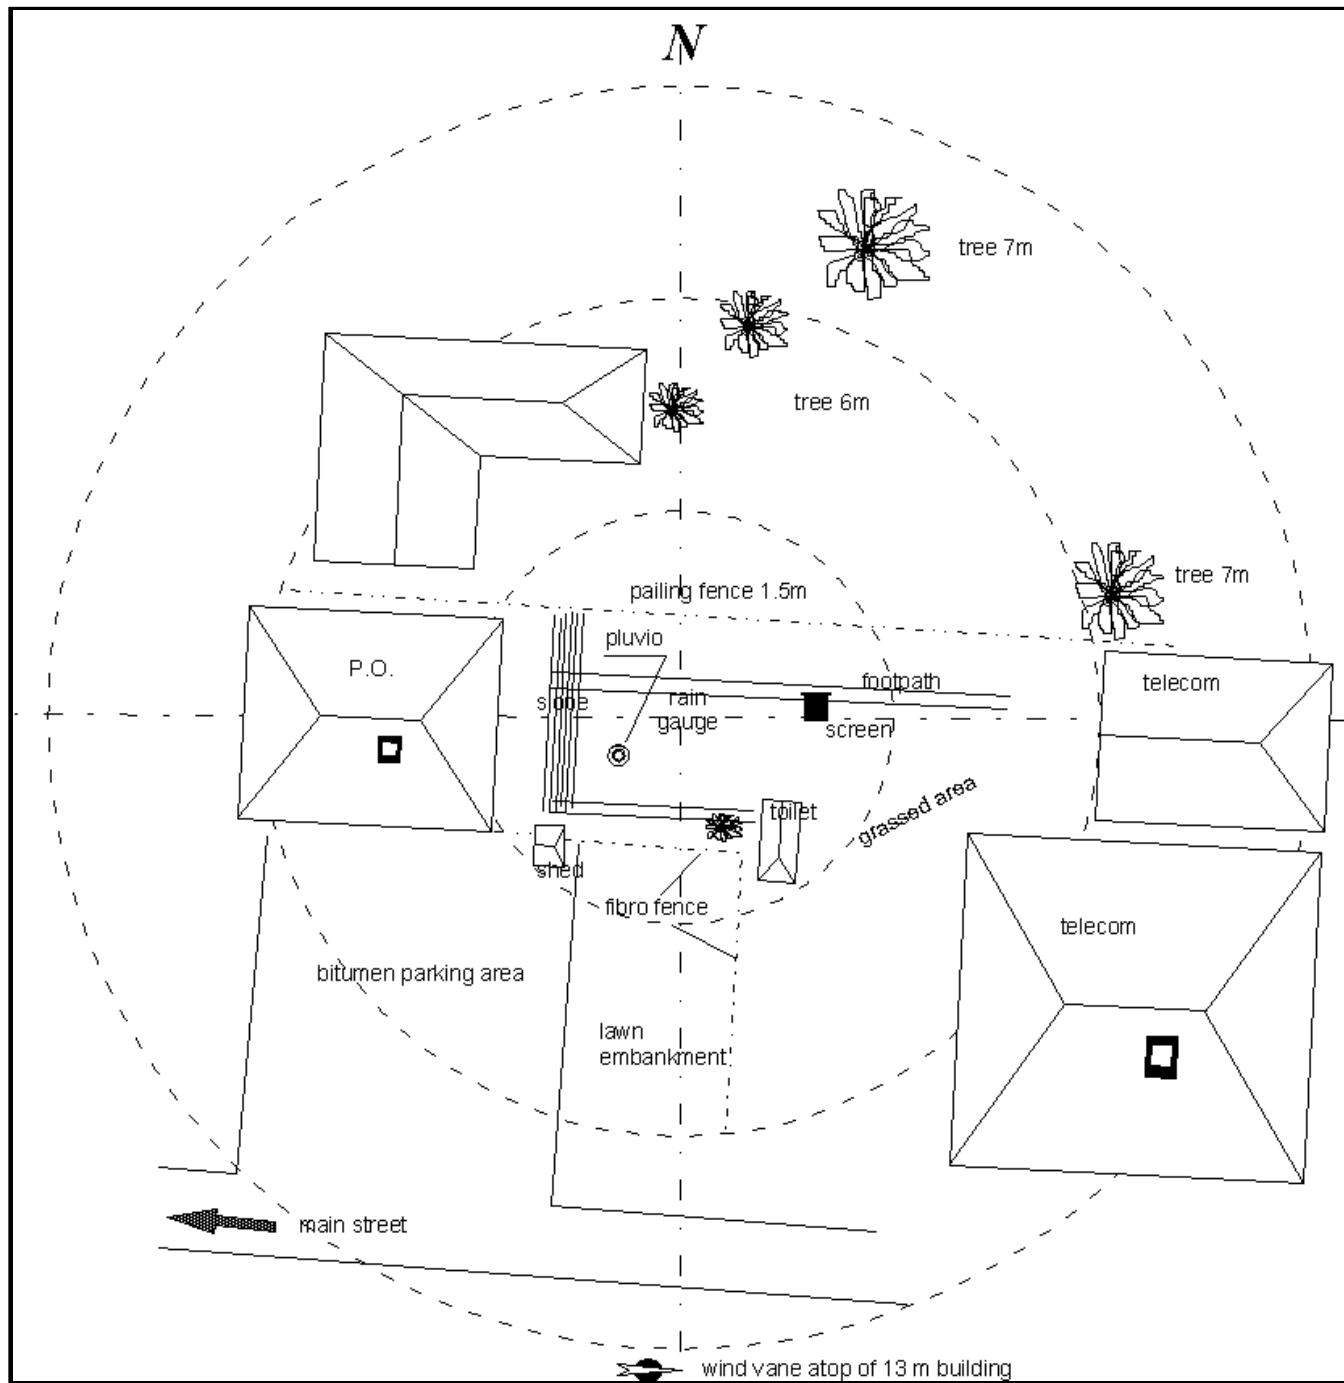 N
tree 7m
tree 6m
tree 7m
pailing fence 1.5m
pluvio
P.O.
footpath
telecom
slope
rain
gauge
screen
toilet
grassed area
shed
fibro fence
telecom
bitumen parking area
lawn
embankment
main street
wind vane atop of 13 m building